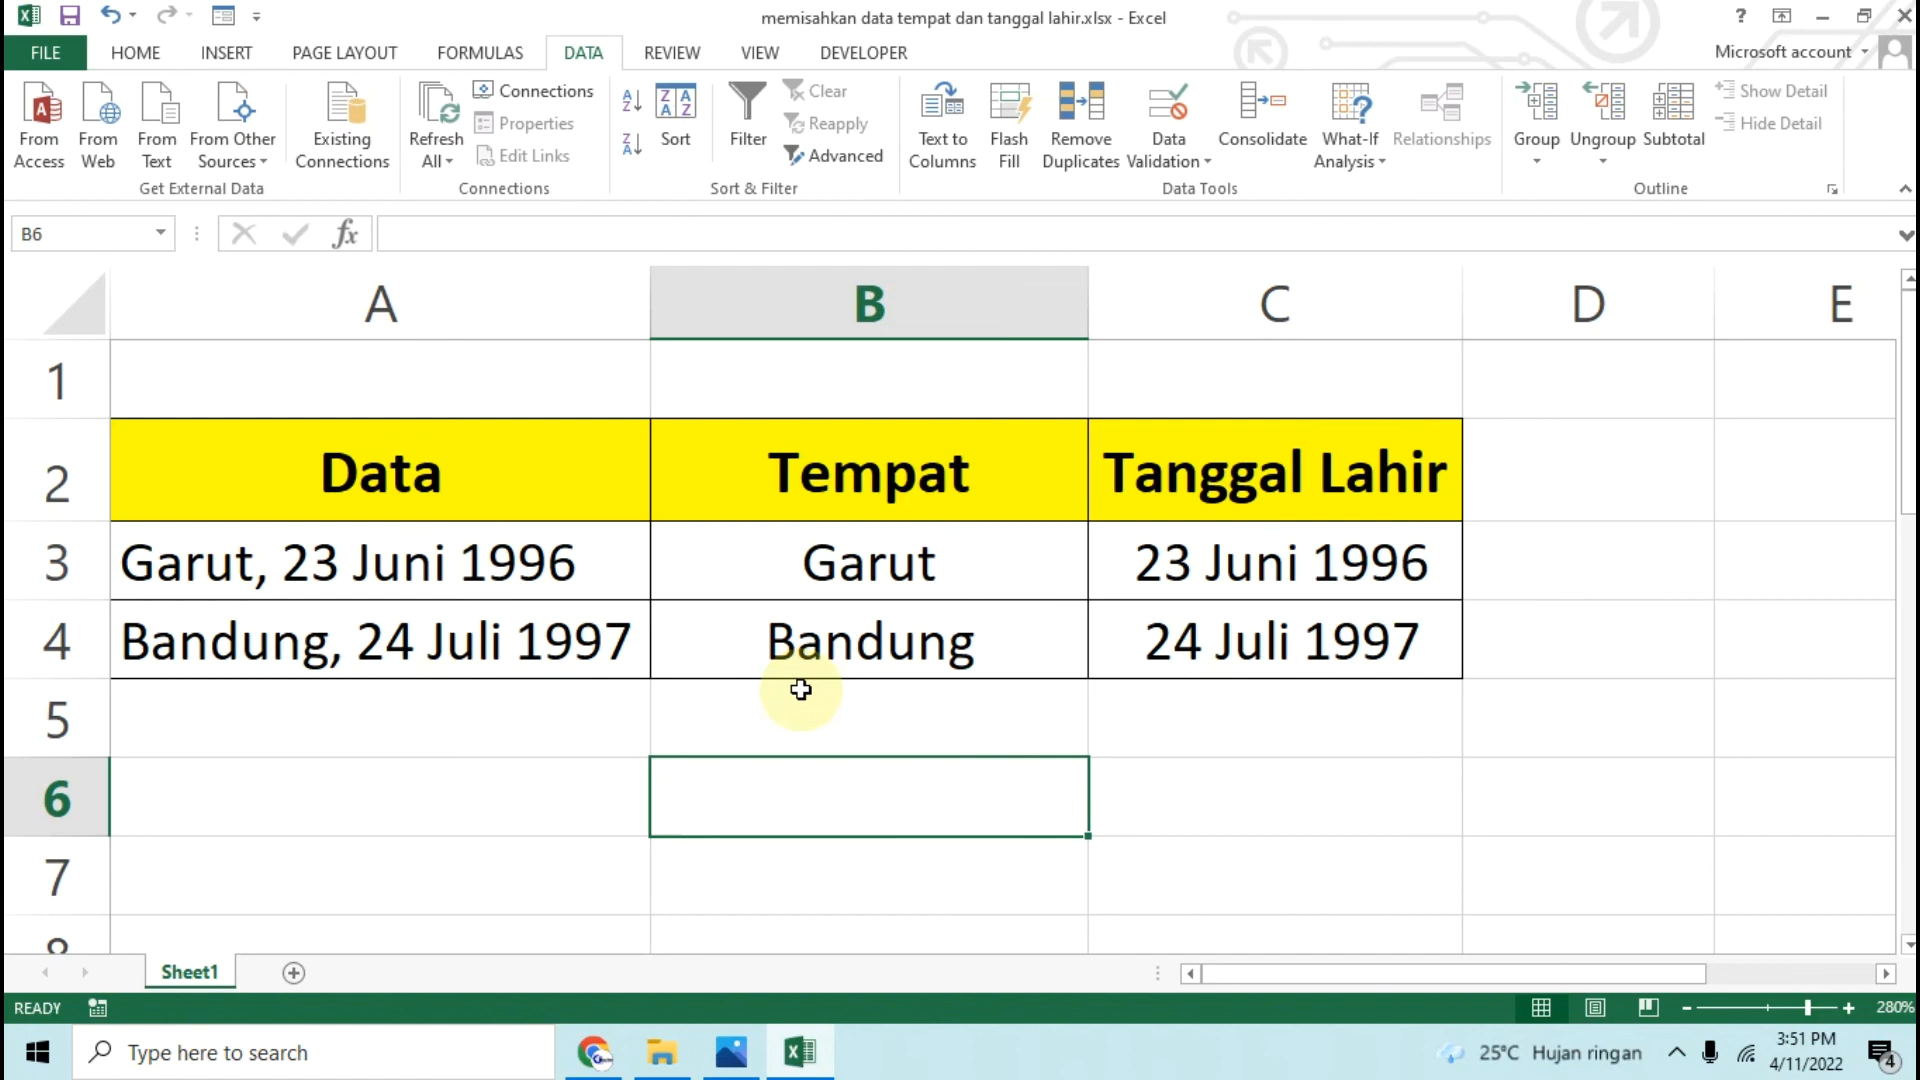 memisahkan data tempat dan tanggal lahir.xlsx - Excel
?
FILE HOME INSERT PAGE LAYOUT FORMULAS DATA REVIEW VIEW DEVELOPER Microsoft account
From Access
From Web
From Text
From Other Sources
Existing Connections
Get External Data
Refresh All
Connections
Properties
Edit Links
Connections
Sort
Filter
Clear
Reapply
Advanced
Sort & Filter
Text to Columns
Flash Fill
Remove Duplicates
Data Validation
Consolidate
What-If Analysis
Relationships
Data Tools
Group
Ungroup
Subtotal
Show Detail
Hide Detail
Outline
B6 fx
A B C D E
1
2 Data Tempat Tanggal Lahir
3 Garut, 23 Juni 1996 Garut 23 Juni 1996
4 Bandung, 24 Juli 1997 Bandung 24 Juli 1997
5
6
7
8
Sheet1
READY 280%
Type here to search
25°C Hujan ringan
3:51 PM
4/11/2022
4